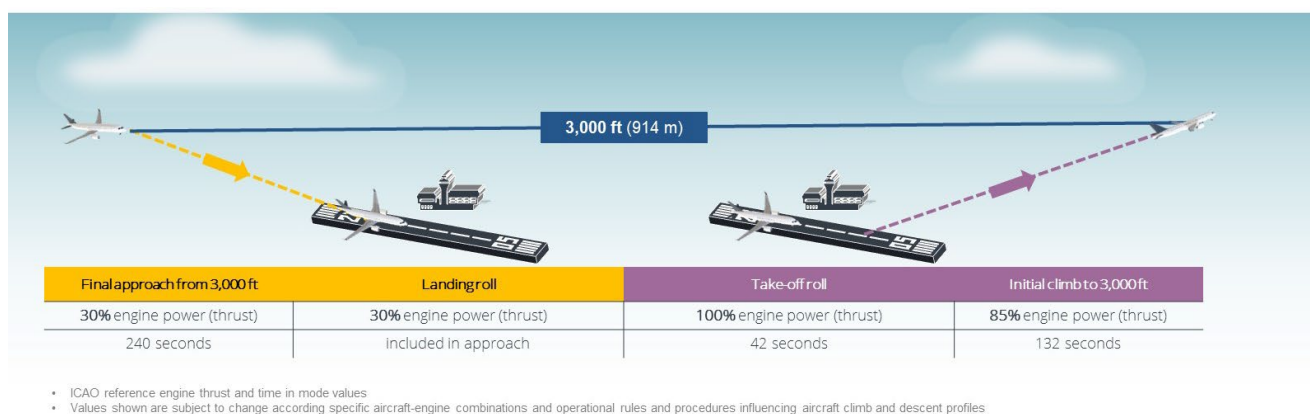 3,000 ft (914 m)
Final approach from 3,000 ft
Landing roll
Take-off roll
Initial climb to 3,000 ft
30% engine power (thrust)
30% engine power (thrust)
100% engine power (thrust)
85% engine power (thrust)
240 seconds
included in approach
42 seconds
132 seconds
• ICAO reference engine thrust and time in mode values
• Values shown are subject to change according specific aircraft-engine combinations and operational rules and procedures influencing aircraft climb and descent profiles